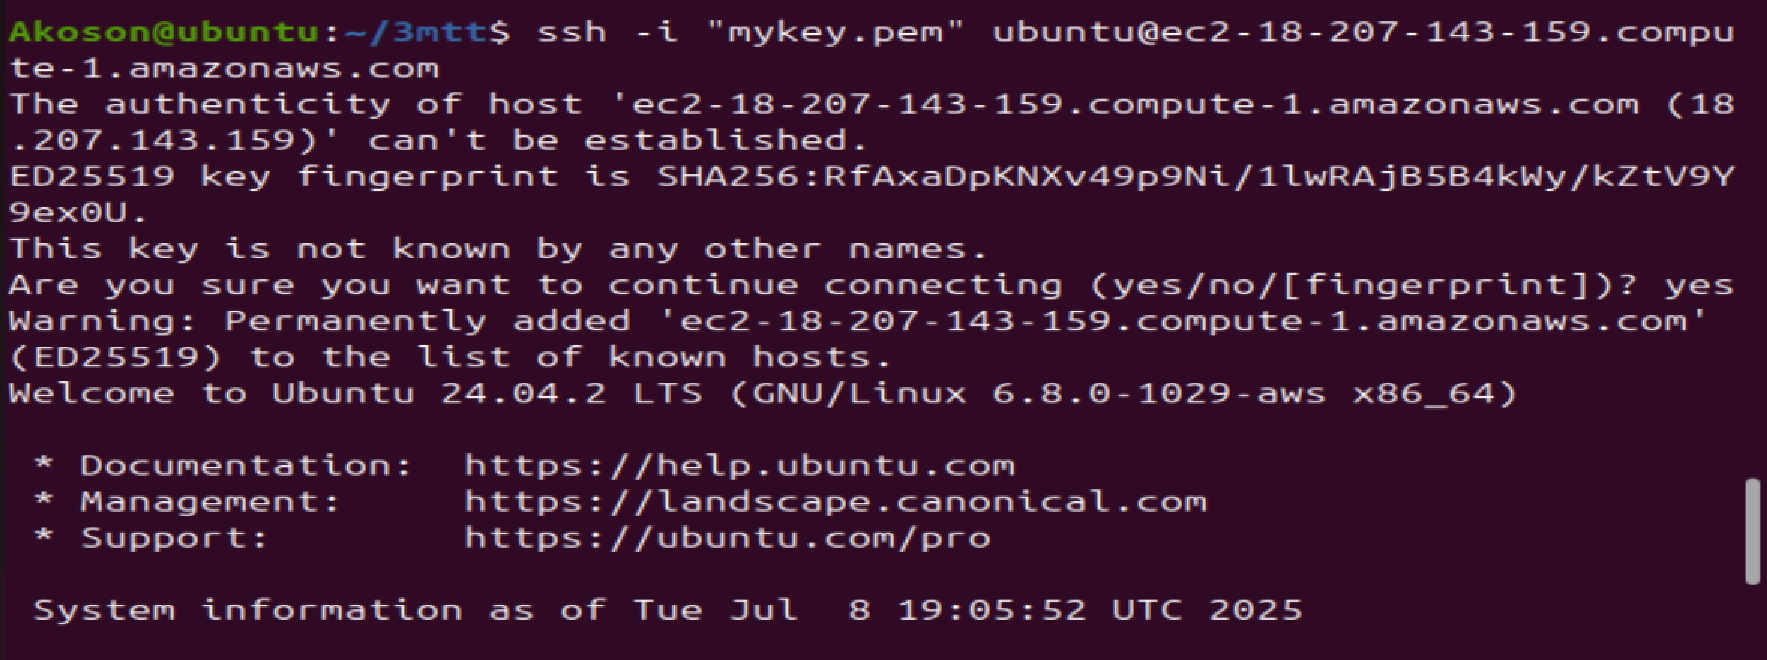 Akoson@ubuntu:~/3mtt$ ssh -i "mykey.pem" ubuntu@ec2-18-207-143-159.compu
te-1.amazonaws.com
The authenticity of host 'ec2-18-207-143-159.compute-1.amazonaws.com (18
.207.143.159)' can't be established.
ED25519 key fingerprint is SHA256:RfAxaDpKNXv49p9Ni/1lwRAjB5B4kWy/kZtV9Y
9ex0U.
This key is not known by any other names.
Are you sure you want to continue connecting (yes/no/[fingerprint])? yes
Warning: Permanently added 'ec2-18-207-143-159.compute-1.amazonaws.com'
(ED25519) to the list of known hosts.
Welcome to Ubuntu 24.04.2 LTS (GNU/Linux 6.8.0-1029-aws x86_64)
* Documentation:  https://help.ubuntu.com
* Management:     https://landscape.canonical.com
* Support:        https://ubuntu.com/pro
System information as of Tue Jul  8 19:05:52 UTC 2025